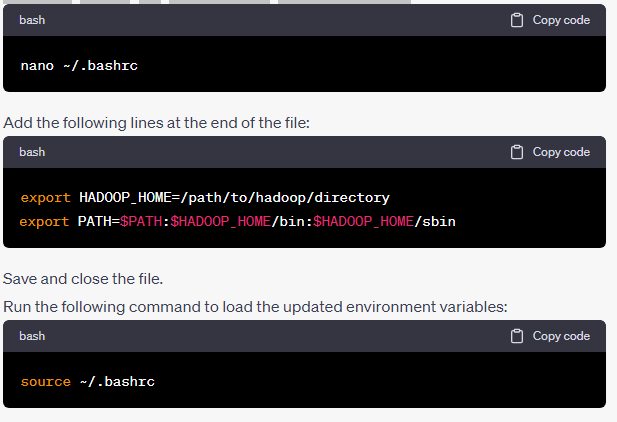 bash Copy code
nano ~/.bashrc
Add the following lines at the end of the file:
bash Copy code
export HADOOP_HOME=/path/to/hadoop/directory
export PATH=$PATH:$HADOOP_HOME/bin:$HADOOP_HOME/sbin
Save and close the file.
Run the following command to load the updated environment variables:
bash Copy code
source ~/.bashrc